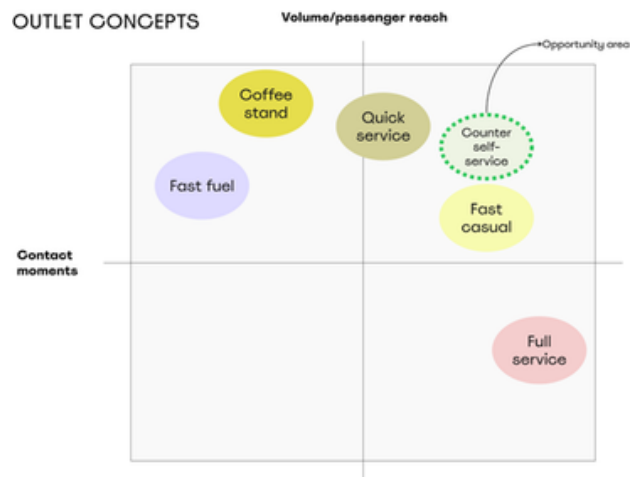 OUTLET CONCEPTS
Volume/passenger reach
Opportunity area
Coffee
stand
Quick
service
Counter
self-
service
Fast fuel
Fast
casual
Contact
moments
Full
service